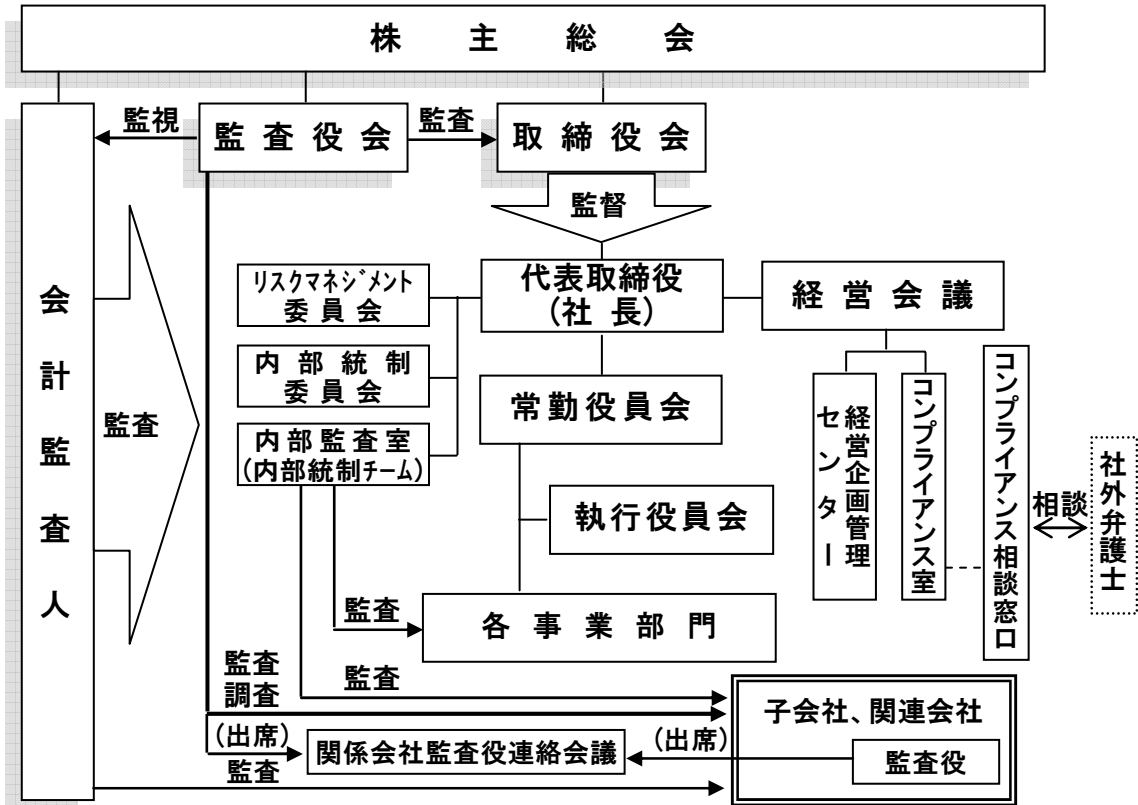 株主総会
監視
監査役会
監査
取締役会
監督
会計監査人
監査
リスクマネジメント
委員会
代表取締役
(社長)
経営会議
内部統制
委員会
常勤役員会
内部監査室
(内部統制チーム)
経営企画管理
センター
コンプライアンス室
コンプライアンス相談窓口
相談
社外弁護士
執行役員会
監査
各事業部門
監査
調査
監査
子会社、関連会社
(出席)
関係会社監査役連絡会議
(出席)
監査役
監査